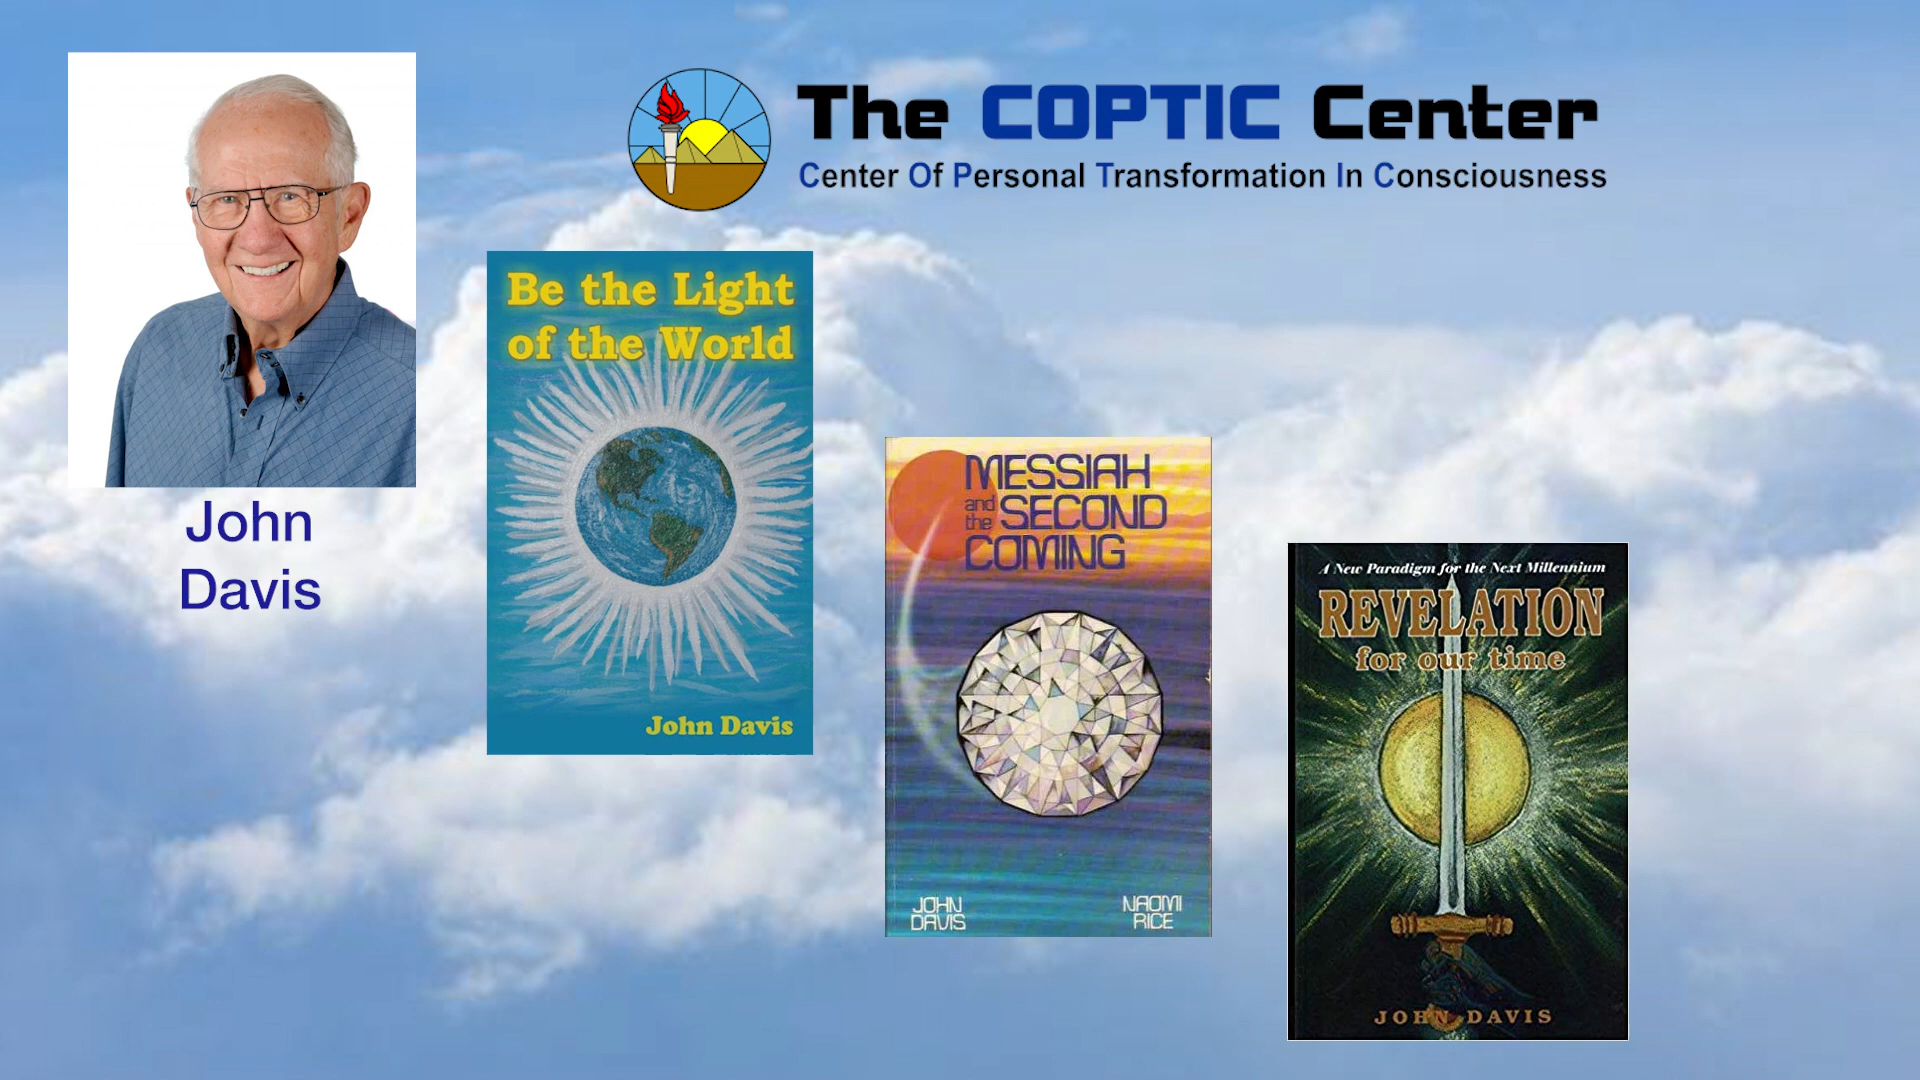 The COPTIC Center
Center Of Personal Transformation In Consciousness
John
Davis
Be the Light
of the World
John Davis
MESSIAH
and the SECOND
COMING
JOHN
DAVIS
NAOMI
RICE
A New Paradigm for the Next Millennium
REVELATION
for our time
JOHN DAVIS